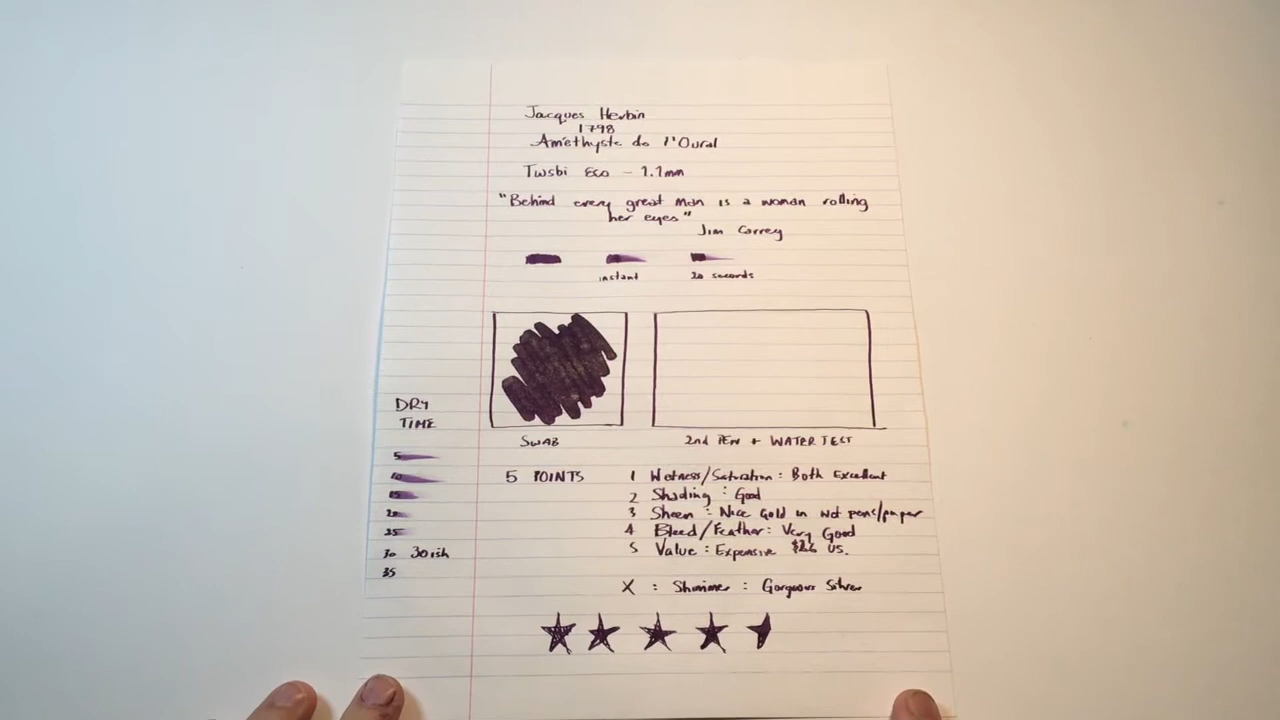 Jacques Herbin
1798
Améthyste de l'Oural
Twsbi Eco - 1.1mm
"Behind every great man is a woman rolling
her eyes"
Jim Carrey
instant
20 seconds
DRY
TIME
SWAB
2nd PEN + WATER TEST
5
10
15
20
25
30 30ish
35
5 POINTS
1 Wetness/Saturation : Both Excellent
2 Shading : Good
3 Sheen : Nice Gold in wet pens/paper
4 Bleed/Feather : Very Good
5 Value : Expensive US.
X : Shimmer : Gorgeous Silver